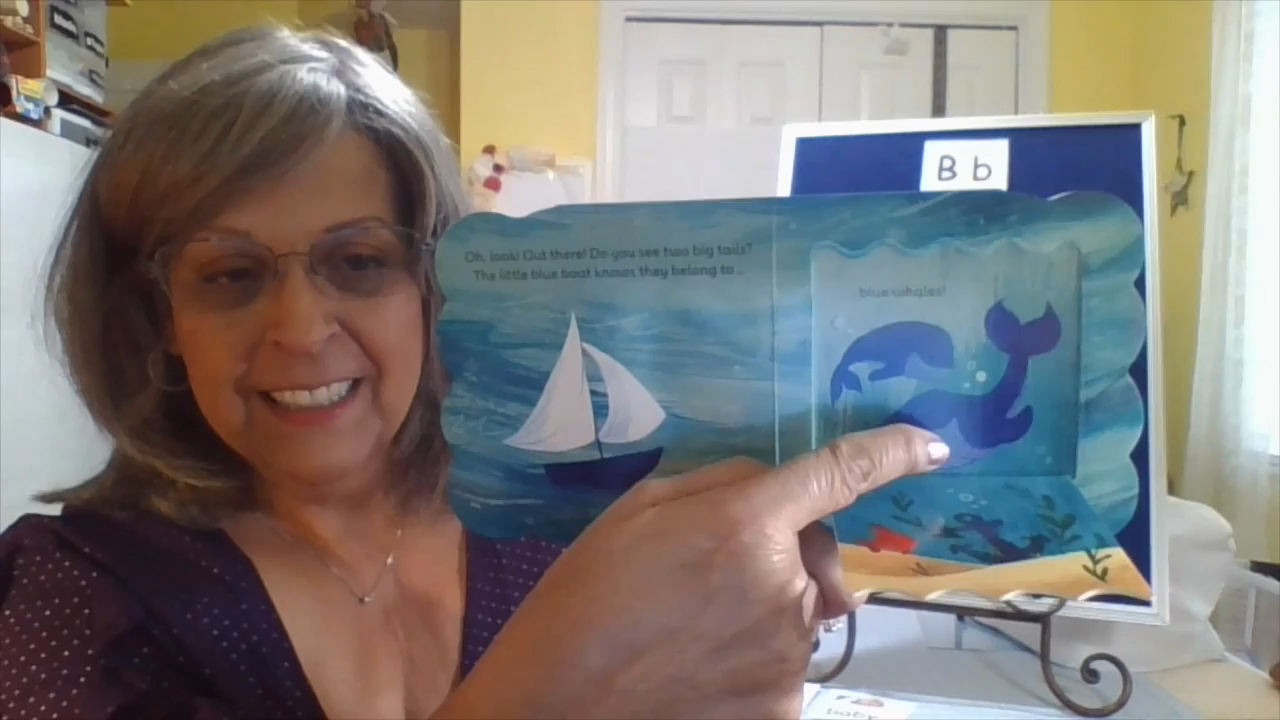 B b
Oh, look! Out there! Do you see two big tails?
The little blue boat knows they belong to...
blue whales!
baby